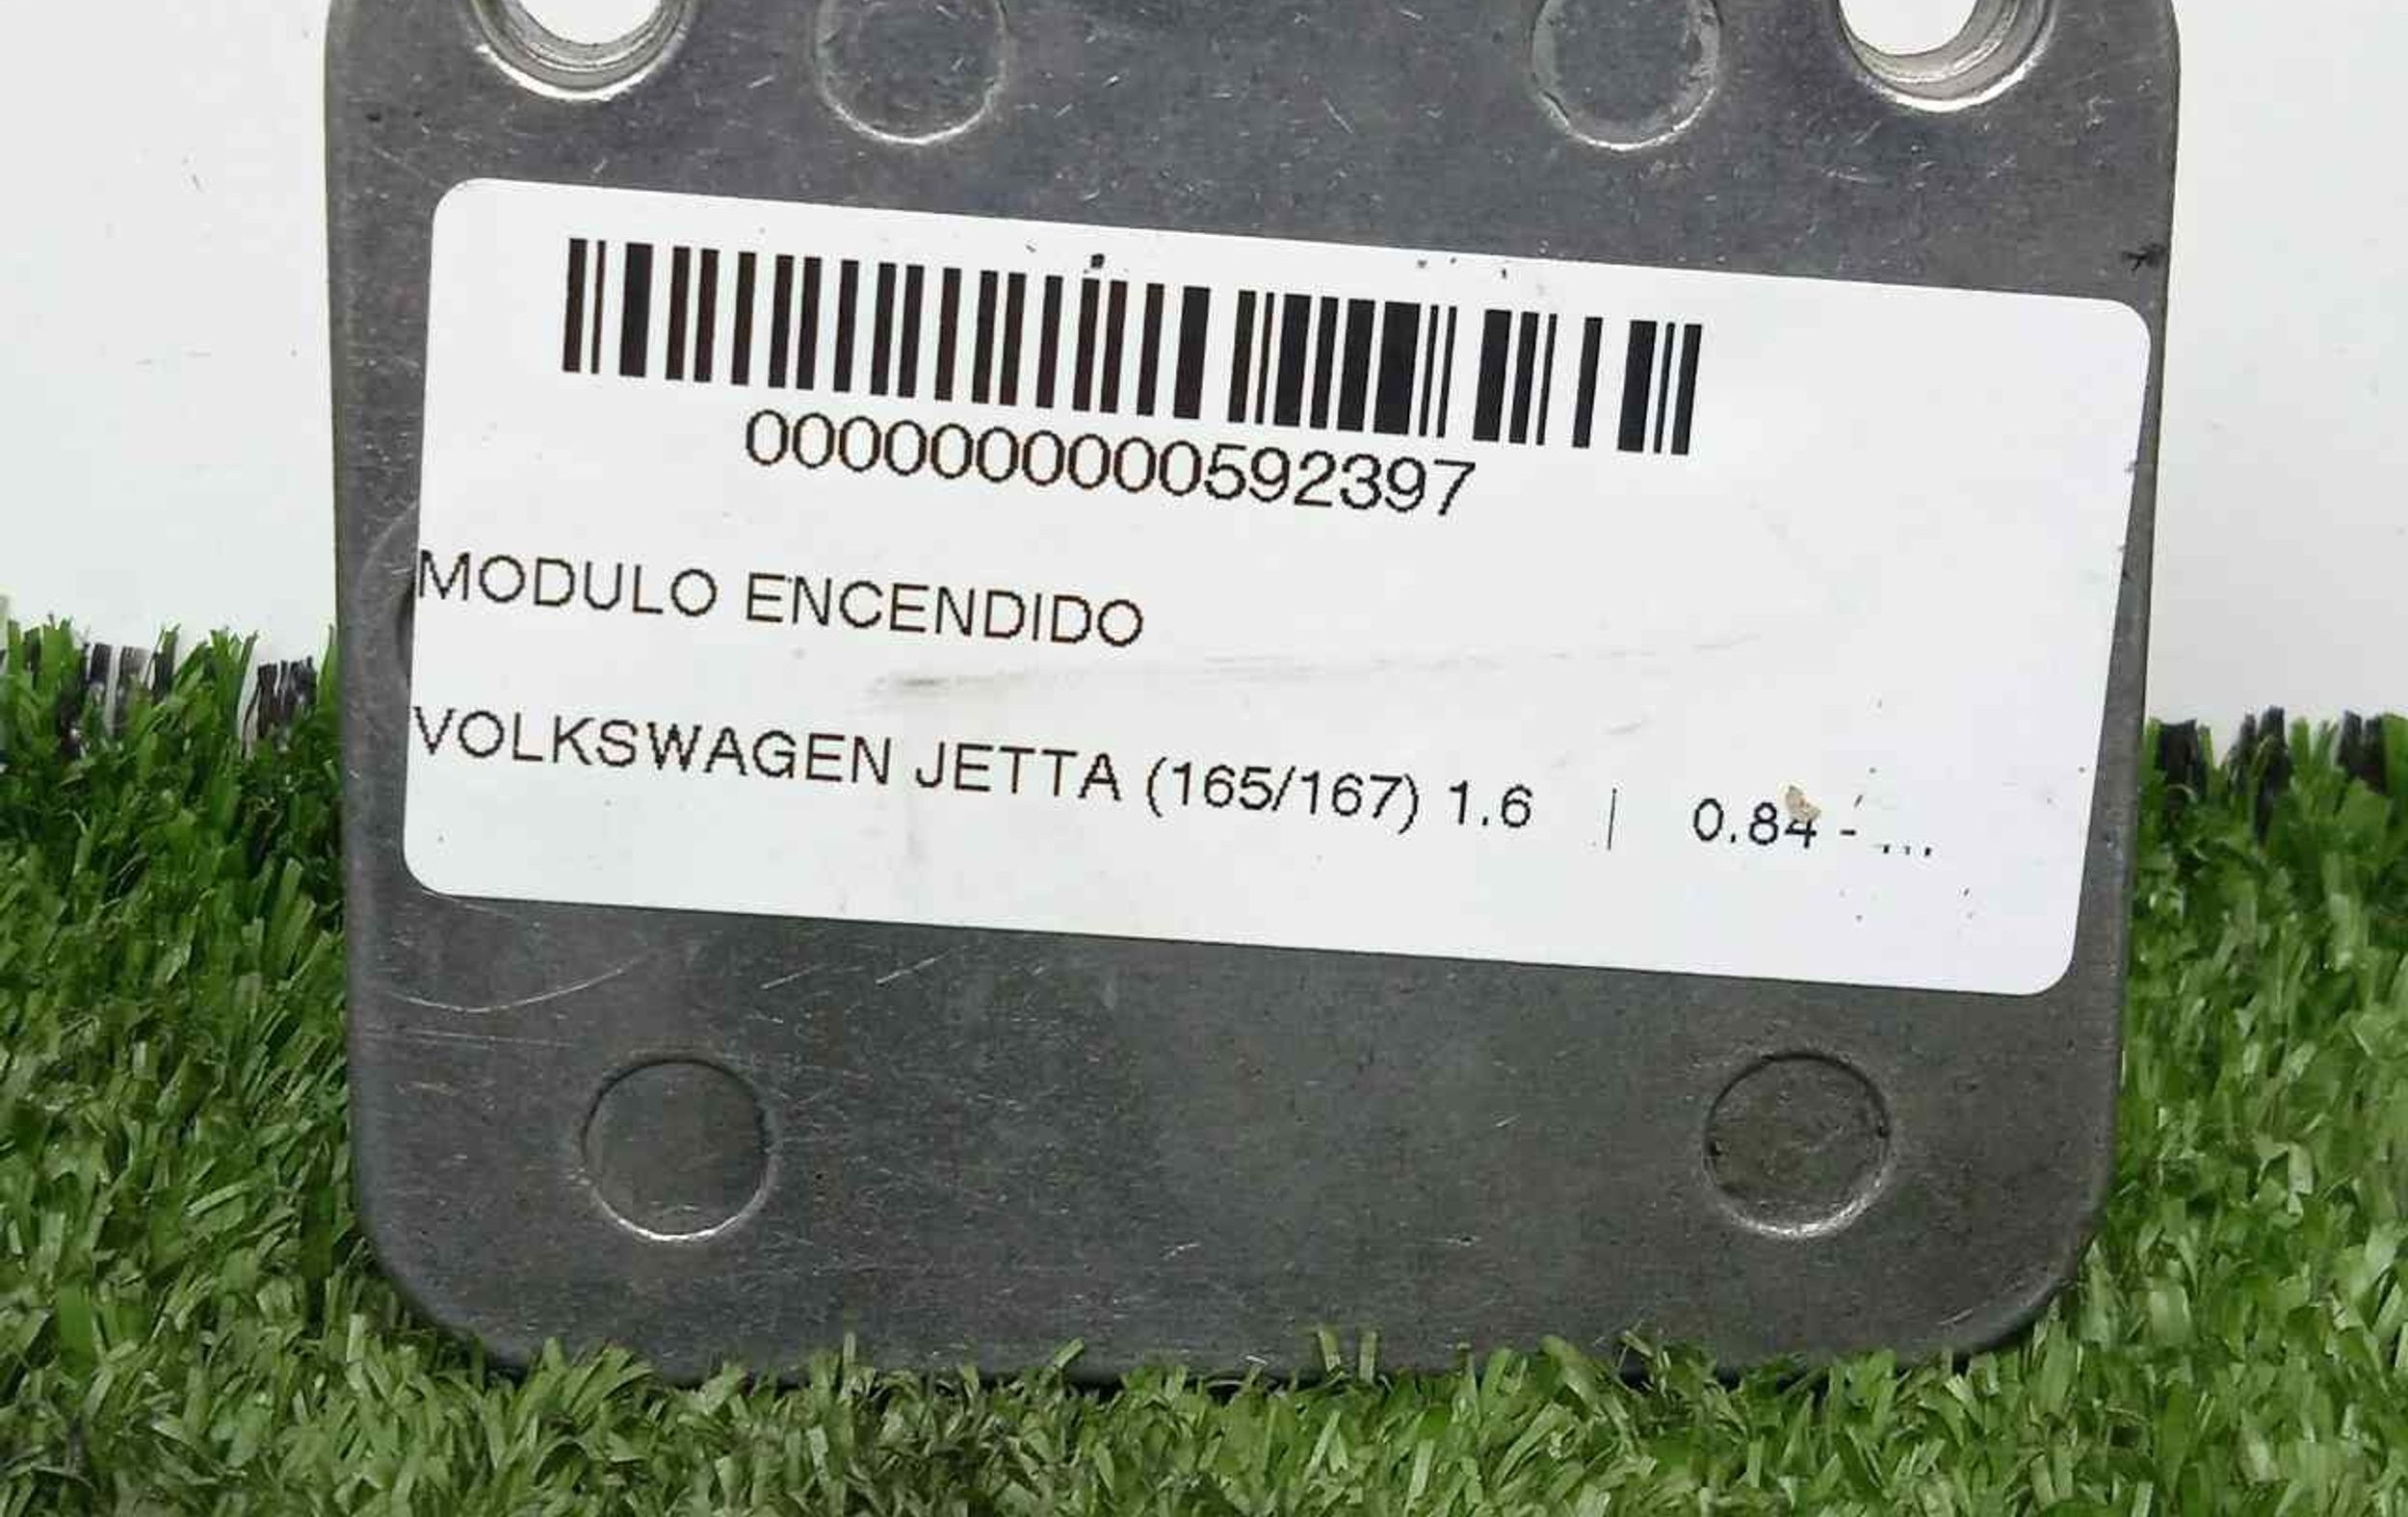 0000000000592397
MODULO ENCENDIDO
VOLKSWAGEN JETTA (165/167) 1.6 | 0.84 - ...